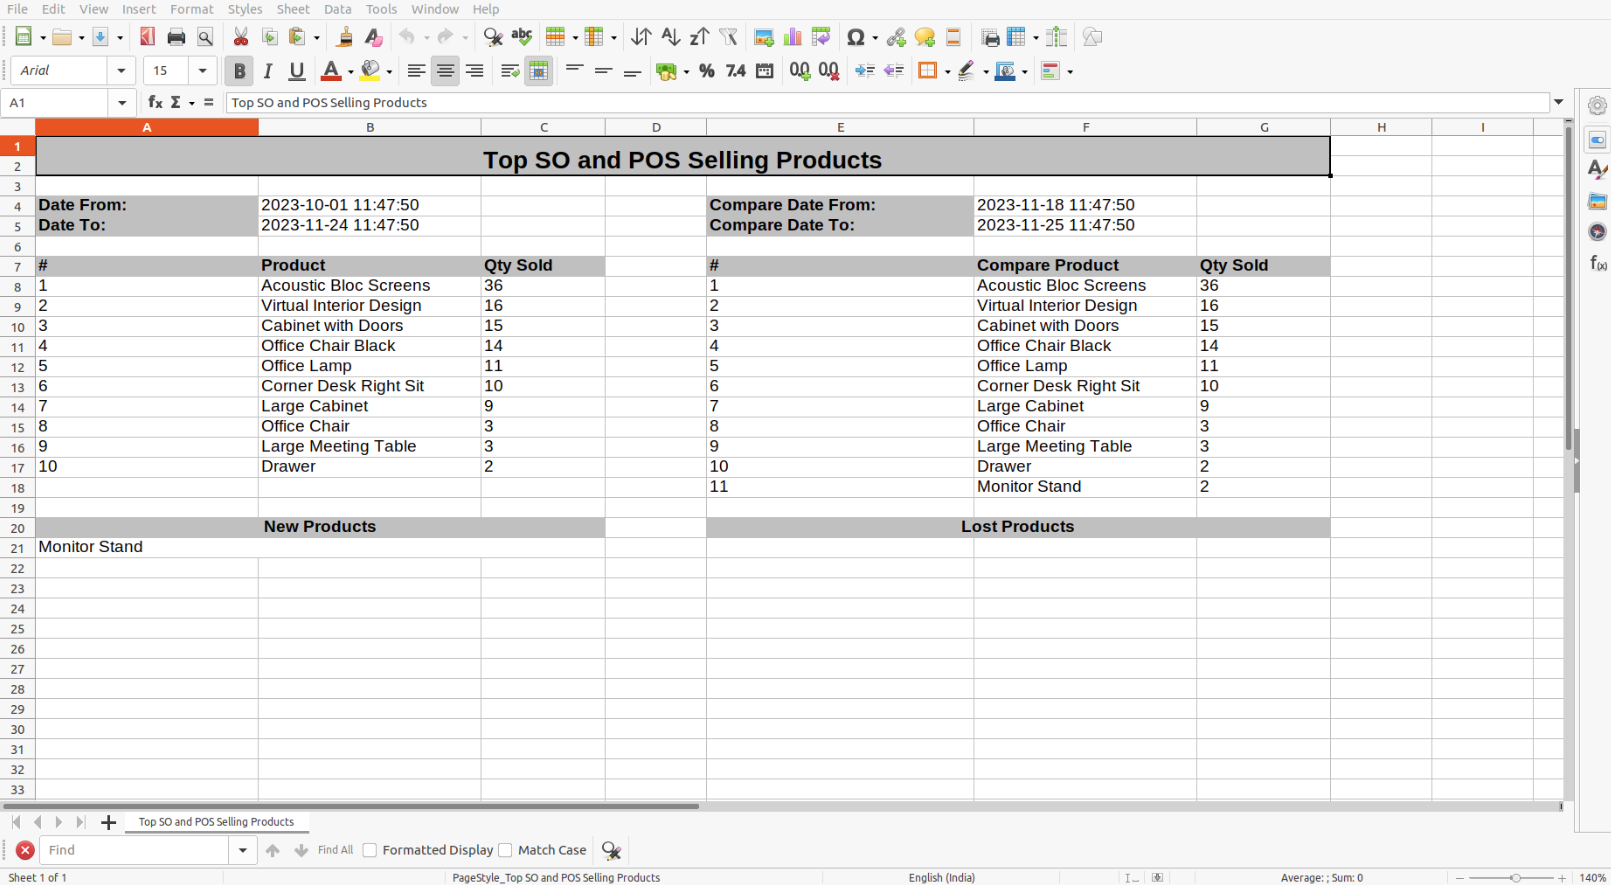 File Edit View Insert Format Styles Sheet Data Tools Window Help
Arial 15
A1 Top SO and POS Selling Products
A B C D E F G H I
1
2 Top SO and POS Selling Products
3
4 Date From: 2023-10-01 11:47:50 Compare Date From: 2023-11-18 11:47:50
5 Date To: 2023-11-24 11:47:50 Compare Date To: 2023-11-25 11:47:50
6
7 # Product Qty Sold # Compare Product Qty Sold
8 1 Acoustic Bloc Screens 36 1 Acoustic Bloc Screens 36
9 2 Virtual Interior Design 16 2 Virtual Interior Design 16
10 3 Cabinet with Doors 15 3 Cabinet with Doors 15
11 4 Office Chair Black 14 4 Office Chair Black 14
12 5 Office Lamp 11 5 Office Lamp 11
13 6 Corner Desk Right Sit 10 6 Corner Desk Right Sit 10
14 7 Large Cabinet 9 7 Large Cabinet 9
15 8 Office Chair 3 8 Office Chair 3
16 9 Large Meeting Table 3 9 Large Meeting Table 3
17 10 Drawer 2 10 Drawer 2
18 11 Monitor Stand 2
19
20 New Products Lost Products
21 Monitor Stand
22
23
24
25
26
27
28
29
30
31
32
33
Top SO and POS Selling Products
Find Find All Formatted Display Match Case
Sheet 1 of 1 PageStyle_Top SO and POS Selling Products English (India) Average: ; Sum: 0 140%